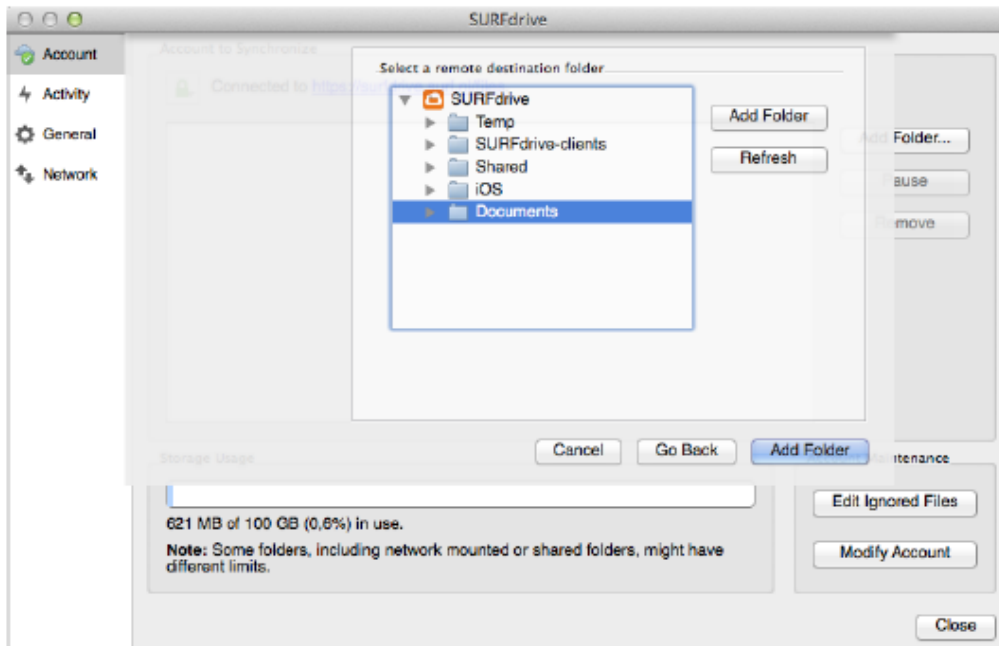 SURFdrive
Account
Activity
General
Network
Account to Synchronize
Connected to
Select a remote destination folder
SURFdrive
Temp
SURFdrive-clients
Shared
iOS
Documents
Add Folder
Refresh
Add Folder...
Pause
Remove
Cancel
Go Back
Add Folder
Storage Usage
621 MB of 100 GB (0,6%) in use.
Note: Some folders, including network mounted or shared folders, might have
different limits.
Edit Ignored Files
Modify Account
Close